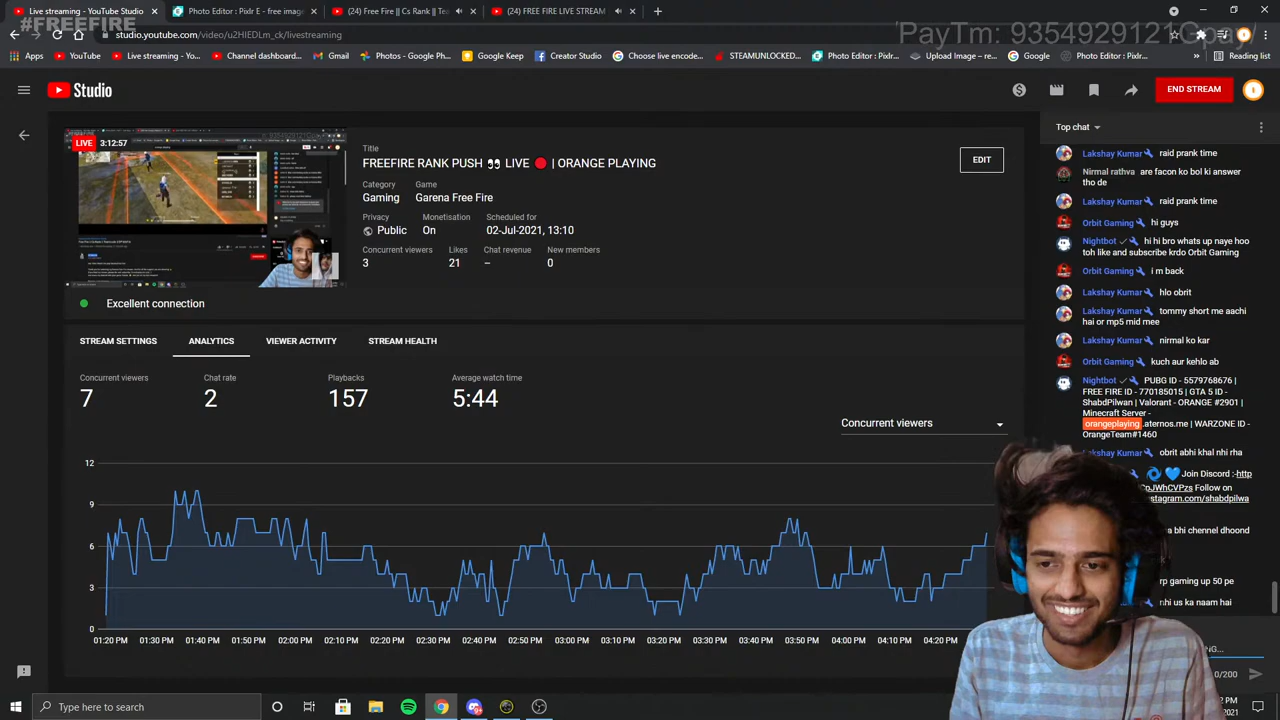 Live streaming - YouTube Studio
Photo Editor : Pixlr E - free image
(24) Free Fire || Cs Rank || Tea
(24) FREE FIRE LIVE STREAM
#FREEFIRE
studio.youtube.com/video/u2HIEDLm_ck/livestreaming
PayTm: 9354929121Gpay/
Apps
YouTube
Live streaming - Yo...
Channel dashboard...
Gmail
Photos - Google Ph...
Google Keep
Creator Studio
Choose live encode...
STEAMUNLOCKED...
Photo Editor : Pixlr...
Upload Image — re...
Google
Photo Editor : Pixlr...
Reading list
Studio
END STREAM
LIVE
3:12:57
Title
FREEFIRE RANK PUSH 👀 LIVE 🔴 | ORANGE PLAYING
EDIT
Category
Game
Gaming
Garena Free Fire
Privacy
Monetisation
Scheduled for
Public
On
02-Jul-2021, 13:10
Concurrent viewers
Likes
Chat revenue
New members
3
21
–
0
Excellent connection
STREAM SETTINGS
ANALYTICS
VIEWER ACTIVITY
STREAM HEALTH
Concurrent viewers
Chat rate
Playbacks
Average watch time
7
2
157
5:44
Concurrent viewers
12
9
6
3
0
01:20 PM
01:30 PM
01:40 PM
01:50 PM
02:00 PM
02:10 PM
02:20 PM
02:30 PM
02:40 PM
02:50 PM
03:00 PM
03:10 PM
03:20 PM
03:30 PM
03:40 PM
03:50 PM
04:00 PM
04:10 PM
04:20 PM
Top chat
Lakshay Kumar raid prank time
Nirmal rathva are koon ko bol ki answer
tho de
Lakshay Kumar raid prank time
Orbit Gaming hi guys
Nightbot hi hi bro whats up naye hoo
toh like and subscribe krdo Orbit Gaming
Orbit Gaming i m back
Lakshay Kumar hlo obrit
Lakshay Kumar tommy short me aachi
hai or mp5 mid mee
Lakshay Kumar nirmal ko kar
Orbit Gaming kuch aur kehlo ab
Nightbot PUBG ID - 5579768676 |
FREE FIRE ID - 770185015 | GTA 5 ID -
ShabdPilwan | Valorant - ORANGE #2901 |
Minecraft Server -
orangeplaying.aternos.me | WARZONE ID -
OrangeTeam#1460
Lakshay Kumar obrit abhi khal nhi rha
Join Discord :-http
pJWhCVPzs Follow on
stagram.com/shabdpilwa
a bhi chennel dhoond
rp gaming up 50 pe
nhi us ka naam hai
NG...
0/200
Type here to search
2 PM
2021